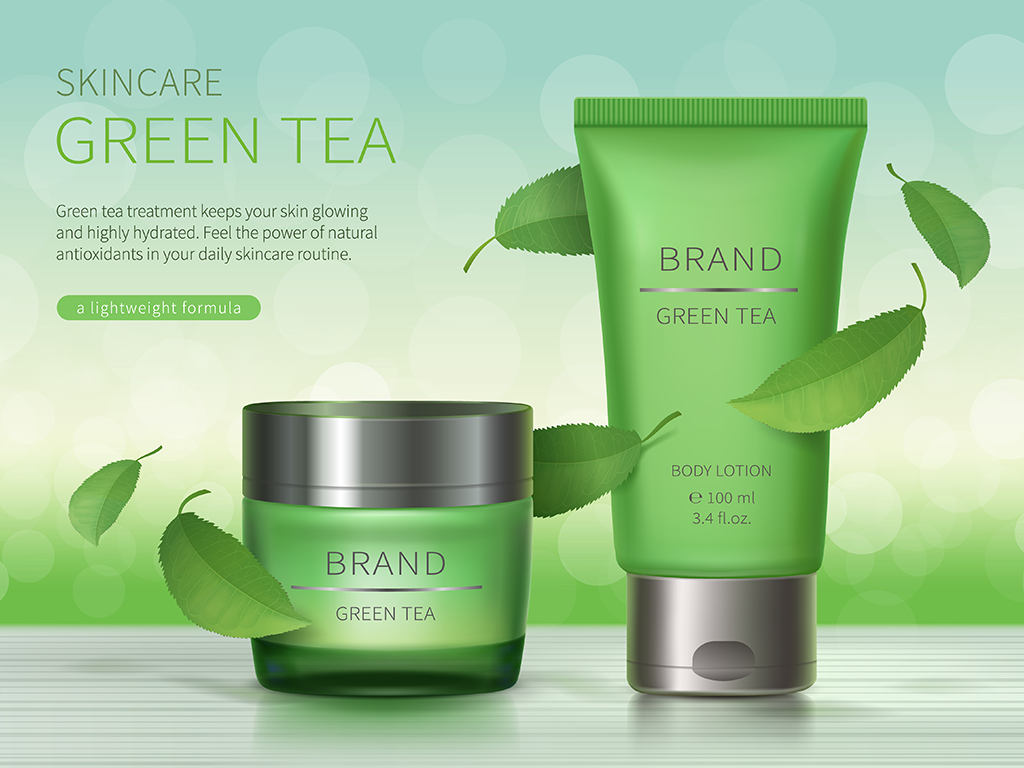 SKINCARE
GREEN TEA
Green tea treatment keeps your skin glowing
and highly hydrated. Feel the power of natural
antioxidants in your daily skincare routine.
a lightweight formula
BRAND
GREEN TEA
BODY LOTION
℮ 100 ml
3.4 fl.oz.
BRAND
GREEN TEA